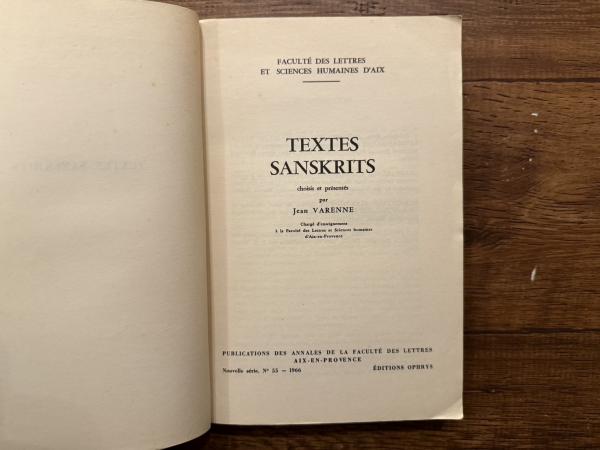 FACULTÉ DES LETTRES
ET SCIENCES HUMAINES D'AIX
TEXTES
SANSKRITS
choisis et présentés
par
Jean VARENNE
Chargé d'enseignement
à la Faculté des Lettres et Sciences humaines
d'Aix-en-Provence
PUBLICATIONS DES ANNALES DE LA FACULTÉ DES LETTRES
AIX-EN-PROVENCE
Nouvelle série, N° 55 — 1966 ÉDITIONS OPHRYS